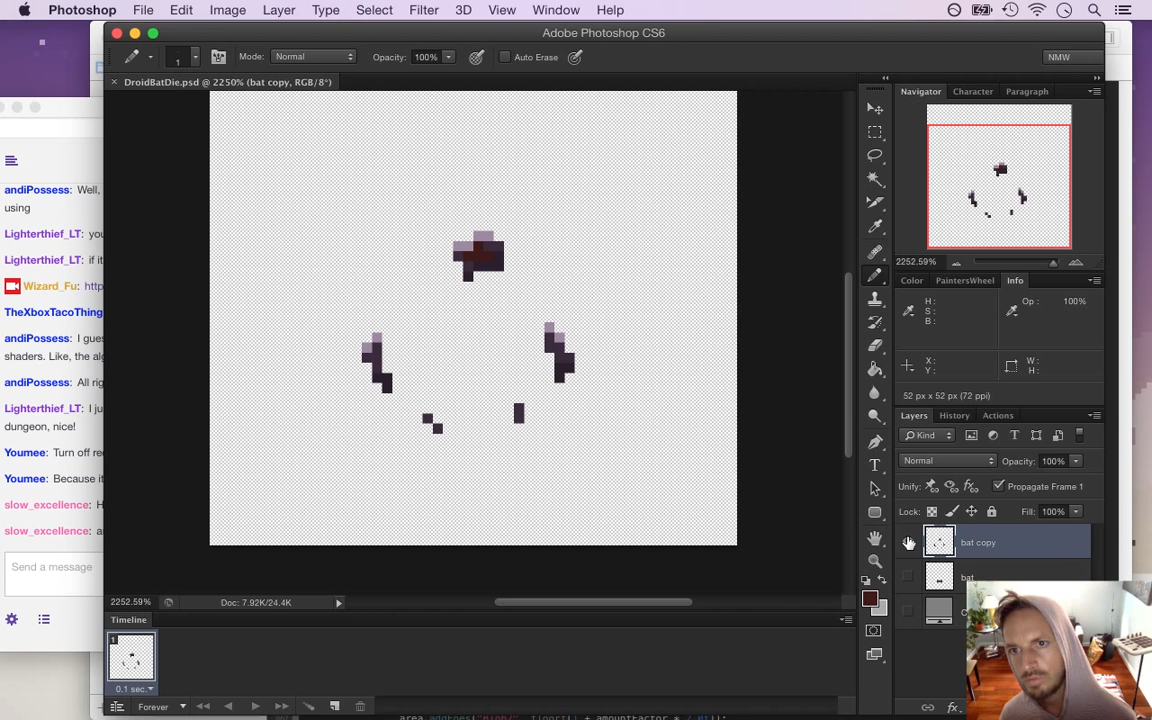 Photoshop File Edit Image Layer Type Select Filter 3D View Window Help
Adobe Photoshop CS6
1 Mode: Normal Opacity: 100% Auto Erase NMW
× DroidBatDie.psd @ 2250% (bat copy, RGB/8*)
Navigator Character Paragraph
2252.59%
Color PaintersWheel Info
H: S: B: Op: 100%
X: Y: W: H:
52 px x 52 px (72 ppi)
Layers History Actions
Kind
Normal Opacity: 100%
Unify: Propagate Frame 1
Lock: Fill: 100%
bat copy
bat
2252.59% Doc: 7.92K/24.4K
Timeline
1
0.1 sec.
Forever
andiPossess: Well,
using
Lighterthief_LT: you
Lighterthief_LT: if it
Wizard_Fu: http
TheXboxTacoThing
andiPossess: I gues
shaders. Like, the alg
andiPossess: All rig
Lighterthief_LT: I ju
dungeon, nice!
Youmee: Turn off re
Youmee: Because it
slow_excellence: H
slow_excellence: a
Send a message